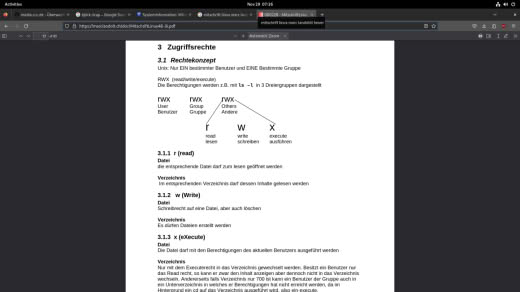 Activities
Nov 19 07:35
3 Zugriffsrechte
3.1 Rechtekonzept
Unix: Nur EIN bestimmter Benutzer und EINE Bestimmte Gruppe
RWX (read/write/execute)
Die Berechtigungen werden z.B. mit ls -l in 3 Dreiergruppen dargestellt
rwx rwx rwx
User Group Others
Benutzer Gruppe Andere
r w x
read write execute
lesen schreiben ausführen
3.1.1 r (read)
Datei
die entsprechende Datei darf zum lesen geöffnet werden
Verzeichnis
Im entsprechenden Verzeichnis darf dessen Inhalte gelesen werden
3.1.2 w (Write)
Datei
Schreibrecht auf eine Datei, aber auch löschen
Verzeichnis
Es dürfen Dateien erstellt werden
3.1.3 x (eXecute)
Datei
Die Datei darf mit den Berechtigungen des aktuellen Benutzers ausgeführt werden
Verzeichnis
Nur mit dem Executerecht in das Verzeichnis gewechselt werden. Besitzt ein Benutzer nur
das Read recht, so kann er zwar den Inhalt anzeigen aber dennoch nicht in das Verzeichnis
wechseln. Andererseits falls Verzeichnis nur 700 ist kann ein Benutzer der Gruppe auch in
ein Unterverzeichnis in welches er Berechtigungen hat nicht erreicht werden, da im
Hintergrund ein cd auf das Verzeichnis ausgeführt wird, also ein execute.